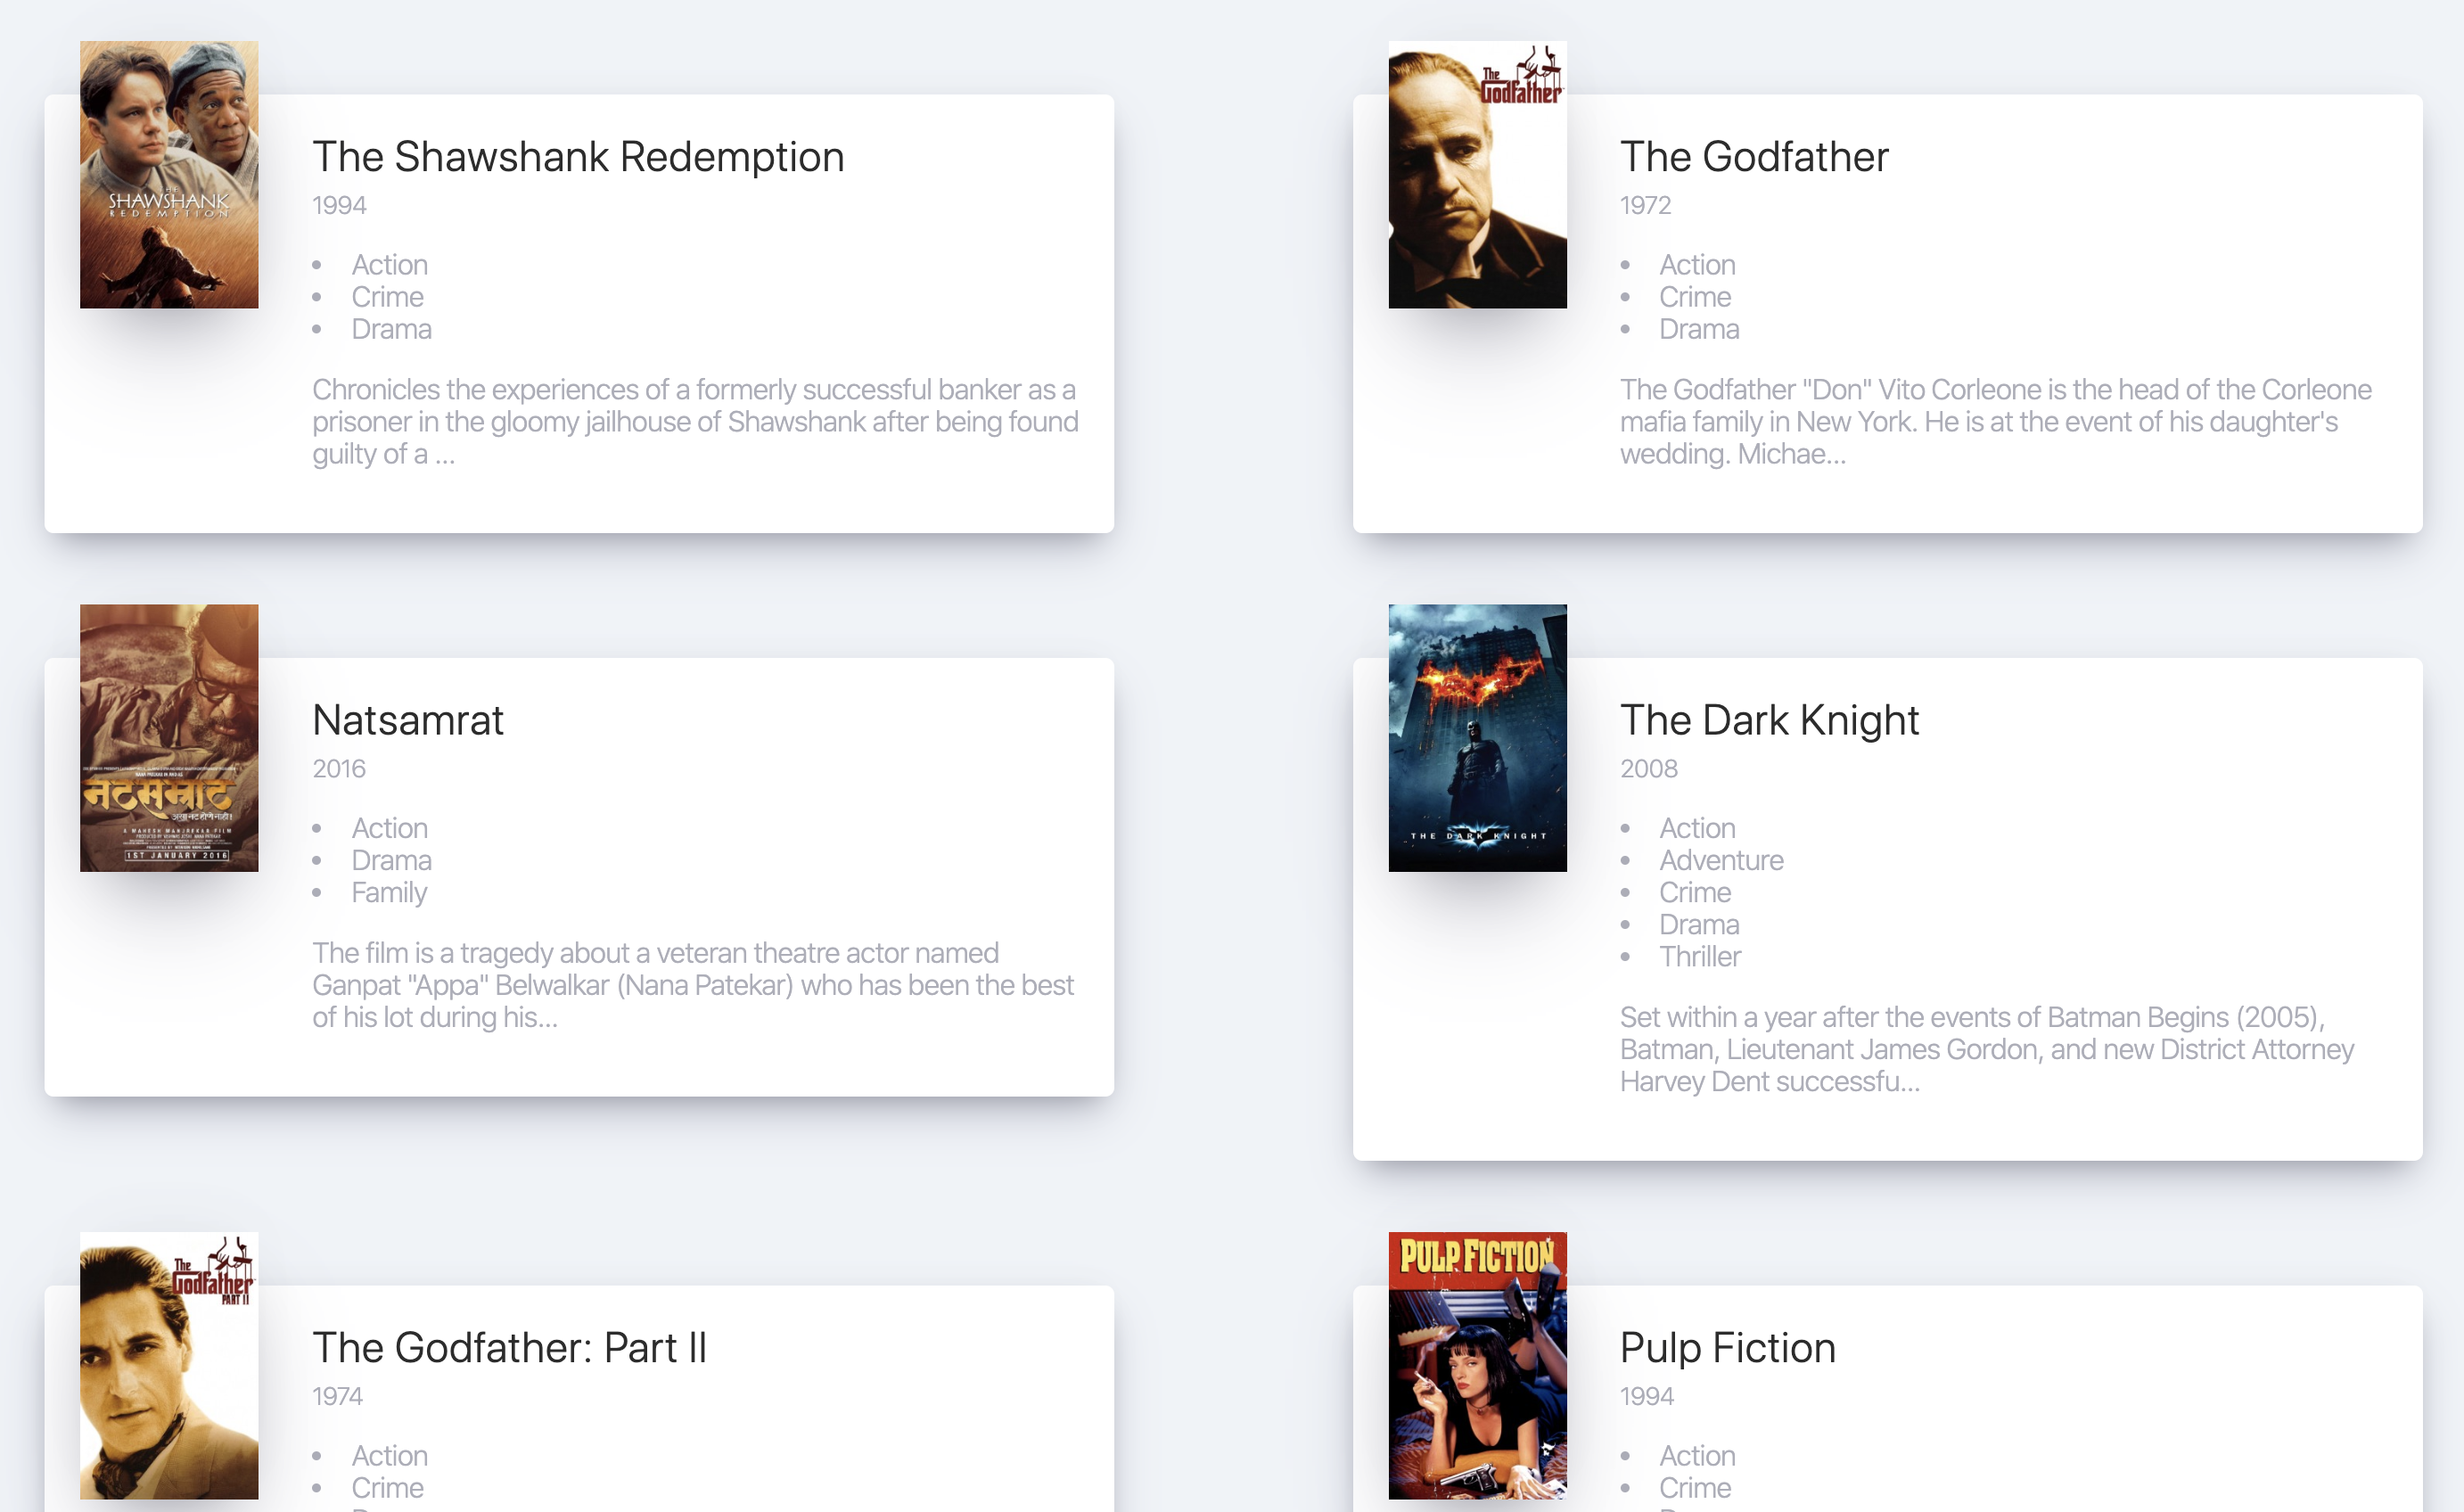 THE
SHAWSHANK
REDEMPTION
The Shawshank Redemption
1994
• Action
• Crime
• Drama
Chronicles the experiences of a formerly successful banker as a
prisoner in the gloomy jailhouse of Shawshank after being found
guilty of a ...
The
Godfather
The Godfather
1972
• Action
• Crime
• Drama
The Godfather "Don" Vito Corleone is the head of the Corleone
mafia family in New York. He is at the event of his daughter's
wedding. Michae...
नटसम्राट
असा नट होणे नाही!
A MAHESH MANJREKAR FILM
1ST JANUARY 2016
Natsamrat
2016
• Action
• Drama
• Family
The film is a tragedy about a veteran theatre actor named
Ganpat "Appa" Belwalkar (Nana Patekar) who has been the best
of his lot during his...
THE DARK KNIGHT
The Dark Knight
2008
• Action
• Adventure
• Crime
• Drama
• Thriller
Set within a year after the events of Batman Begins (2005),
Batman, Lieutenant James Gordon, and new District Attorney
Harvey Dent successfu...
The
Godfather
PART II
The Godfather: Part II
1974
• Action
• Crime
PULP FICTION
Pulp Fiction
1994
• Action
• Crime